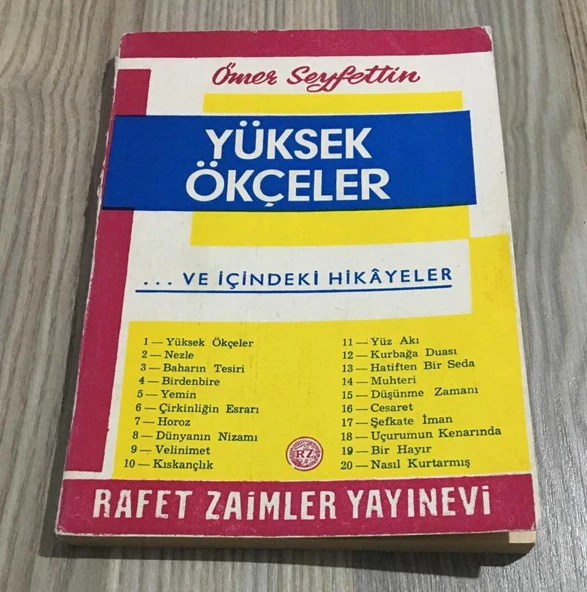 Ömer Seyfettin
YÜKSEK
ÖKÇELER
... VE İÇİNDEKİ HİKÂYELER
1 — Yüksek Ökçeler
2 — Nezle
3 — Baharın Tesiri
4 — Birdenbire
5 — Yemin
6 — Çirkinliğin Esrarı
7 — Horoz
8 — Dünyanın Nizamı
9 — Velinimet
10 — Kıskançlık
11 — Yüz Akı
12 — Kurbağa Duası
13 — Hatiften Bir Seda
14 — Muhteri
15 — Düşünme Zamanı
16 — Cesaret
17 — Şefkate İman
18 — Uçurumun Kenarında
19 — Bir Hayır
20 — Nasıl Kurtarmış
RZ
RAFET ZAİMLER YAYINEVİ